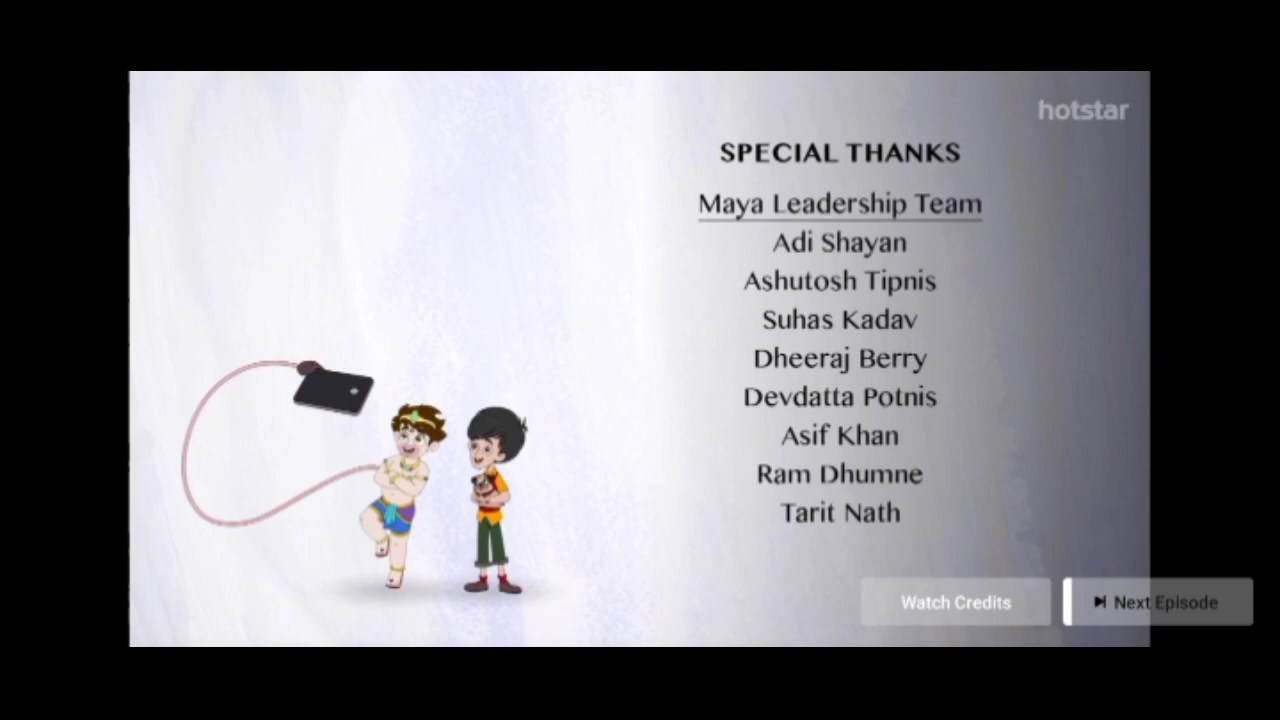 hotstar
SPECIAL THANKS
Maya Leadership Team
Adi Shayan
Ashutosh Tipnis
Suhas Kadav
Dheeraj Berry
Devdatta Potnis
Asif Khan
Ram Dhumne
Tarit Nath
Watch Credits
Next Episode